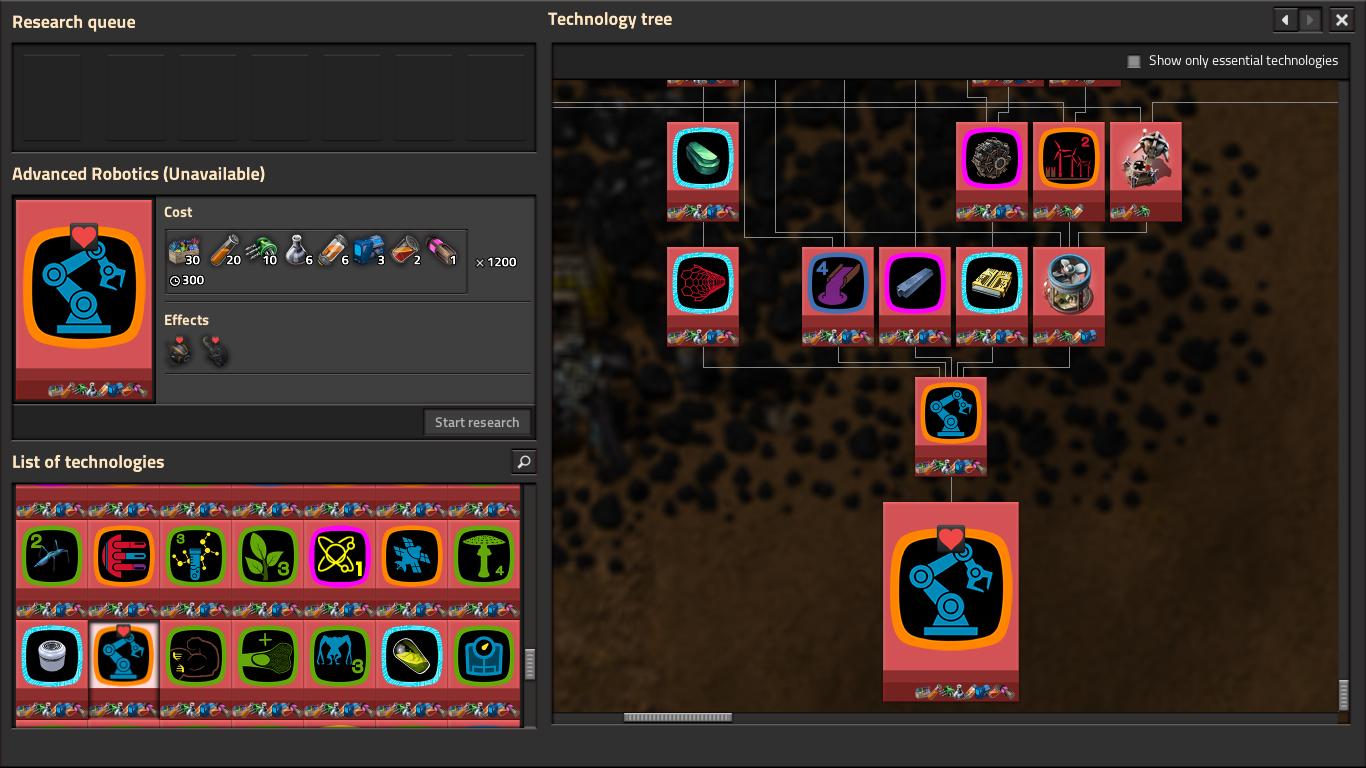 Research queue
Technology tree
Show only essential technologies
Advanced Robotics (Unavailable)
Cost
30 20 10 6 6 3 2 1 × 1200
300
Effects
Start research
List of technologies
2 3 3 1 4
3
2
4